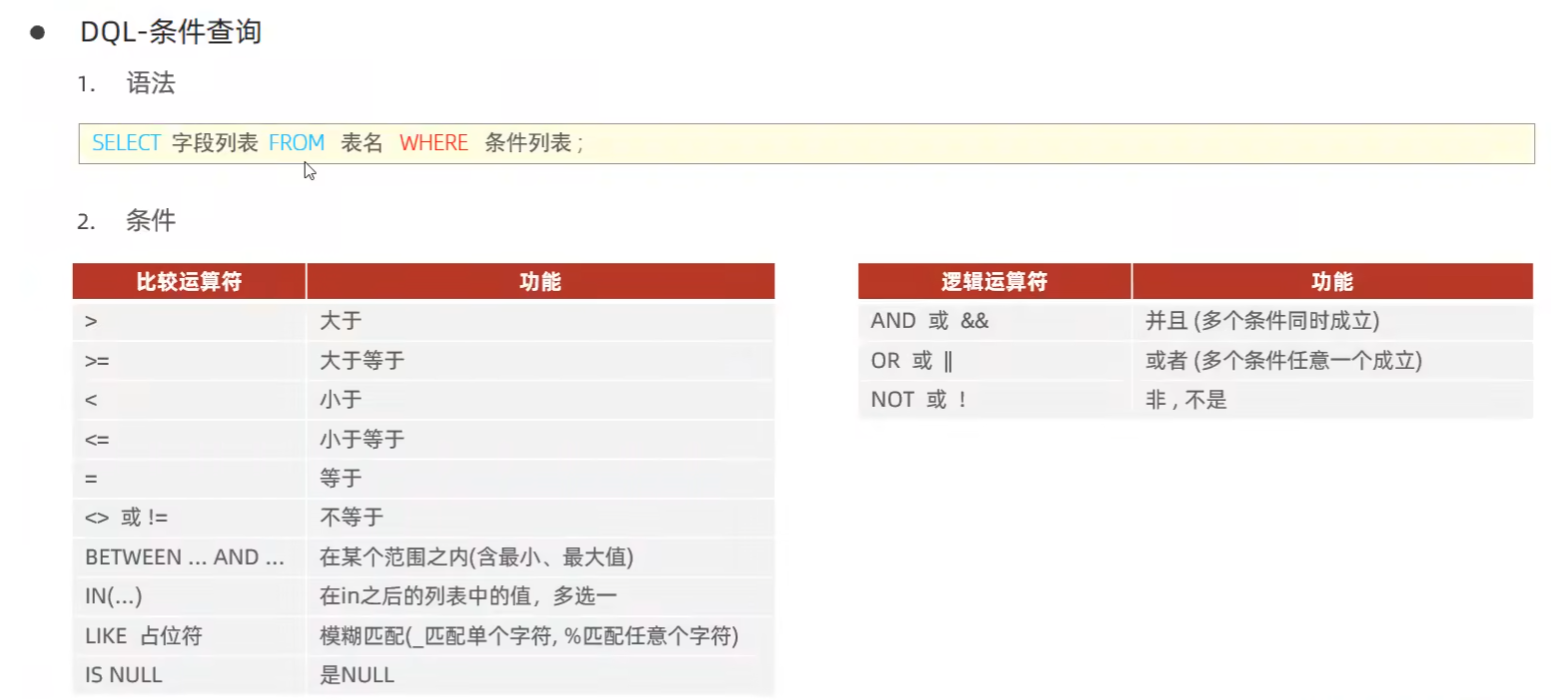 ● DQL-条件查询
1. 语法
SELECT 字段列表 FROM 表名 WHERE 条件列表 ;
2. 条件
比较运算符 功能
> 大于
>= 大于等于
< 小于
<= 小于等于
= 等于
<> 或 != 不等于
BETWEEN ... AND ... 在某个范围之内(含最小、最大值)
IN(...) 在in之后的列表中的值，多选一
LIKE 占位符 模糊匹配(_匹配单个字符, %匹配任意个字符)
IS NULL 是NULL
逻辑运算符 功能
AND 或 && 并且 (多个条件同时成立)
OR 或 || 或者 (多个条件任意一个成立)
NOT 或 ! 非 , 不是